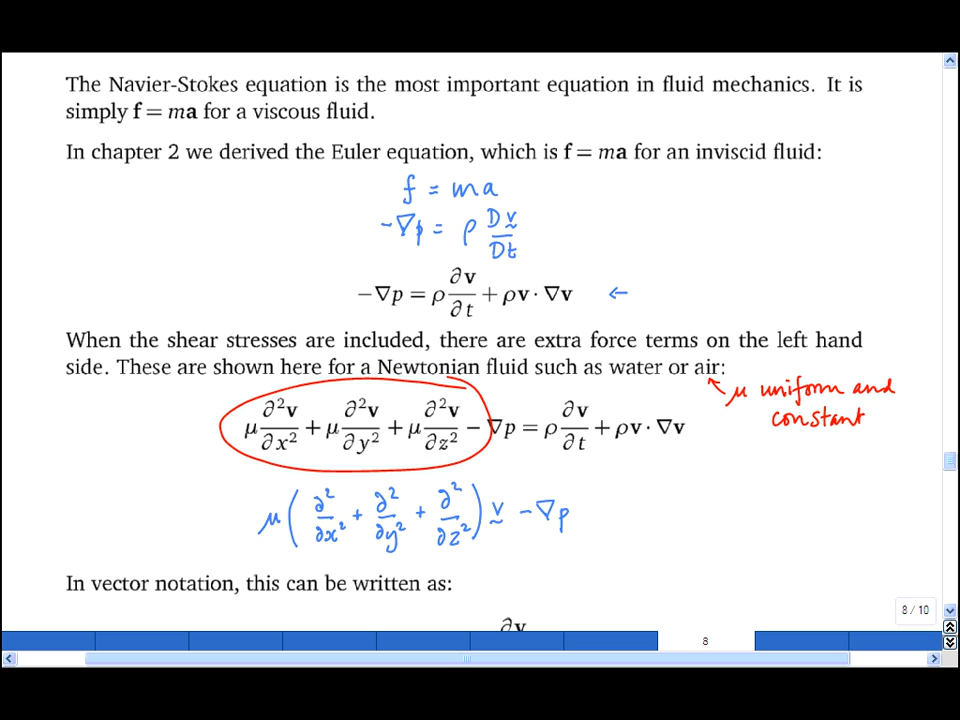 The Navier-Stokes equation is the most important equation in fluid mechanics. It is
simply f = ma for a viscous fluid.
In chapter 2 we derived the Euler equation, which is f = ma for an inviscid fluid:
f = ma
-∇p = ρ Dv/Dt
−∇p = ρ ∂v/∂t + ρv · ∇v ←
When the shear stresses are included, there are extra force terms on the left hand
side. These are shown here for a Newtonian fluid such as water or air:
μ uniform and
constant
μ ∂²v/∂x² + μ ∂²v/∂y² + μ ∂²v/∂z² − ∇p = ρ ∂v/∂t + ρv · ∇v
μ ( ∂²/∂x² + ∂²/∂y² + ∂²/∂z² ) v - ∇p
In vector notation, this can be written as:
∂v
8 / 10
8